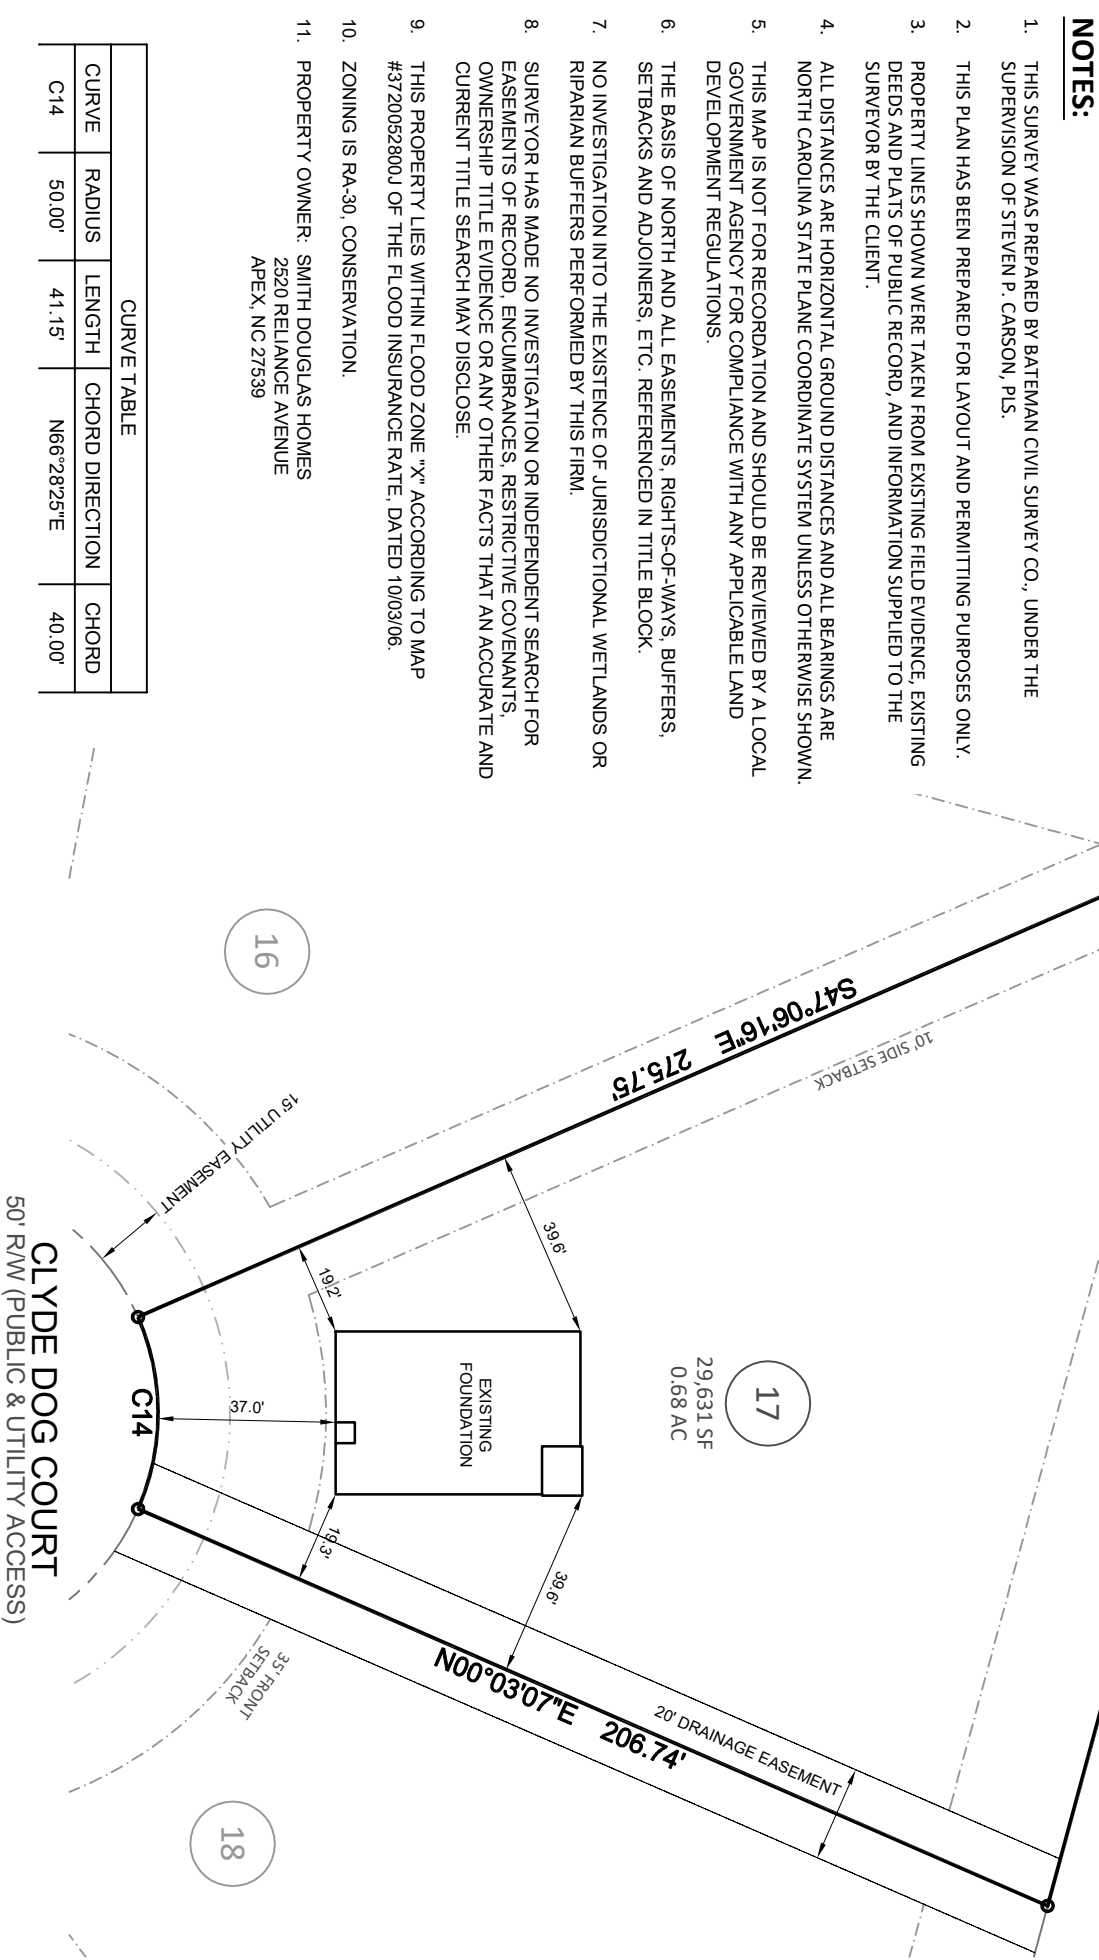 NOTES:
1. THIS SURVEY WAS PREPARED BY BATEMAN CIVIL SURVEY CO., UNDER THE
SUPERVISION OF STEVEN P. CARSON, PLS.
2. THIS PLAN HAS BEEN PREPARED FOR LAYOUT AND PERMITTING PURPOSES ONLY.
3. PROPERTY LINES SHOWN WERE TAKEN FROM EXISTING FIELD EVIDENCE, EXISTING
DEEDS AND PLATS OF PUBLIC RECORD, AND INFORMATION SUPPLIED TO THE
SURVEYOR BY THE CLIENT.
4. ALL DISTANCES ARE HORIZONTAL GROUND DISTANCES AND ALL BEARINGS ARE
NORTH CAROLINA STATE PLANE COORDINATE SYSTEM UNLESS OTHERWISE SHOWN.
5. THIS MAP IS NOT FOR RECORDATION AND SHOULD BE REVIEWED BY A LOCAL
GOVERNMENT AGENCY FOR COMPLIANCE WITH ANY APPLICABLE LAND
DEVELOPMENT REGULATIONS.
6. THE BASIS OF NORTH AND ALL EASEMENTS, RIGHTS-OF-WAYS, BUFFERS,
SETBACKS AND ADJOINERS, ETC. REFERENCED IN TITLE BLOCK.
7. NO INVESTIGATION INTO THE EXISTENCE OF JURISDICTIONAL WETLANDS OR
RIPARIAN BUFFERS PERFORMED BY THIS FIRM.
8. SURVEYOR HAS MADE NO INVESTIGATION OR INDEPENDENT SEARCH FOR
EASEMENTS OF RECORD, ENCUMBRANCES, RESTRICTIVE COVENANTS,
OWNERSHIP TITLE EVIDENCE OR ANY OTHER FACTS THAT AN ACCURATE AND
CURRENT TITLE SEARCH MAY DISCLOSE.
9. THIS PROPERTY LIES WITHIN FLOOD ZONE "X" ACCORDING TO MAP
#3720052800J OF THE FLOOD INSURANCE RATE, DATED 10/03/06.
10. ZONING IS RA-30, CONSERVATION.
11. PROPERTY OWNER: SMITH DOUGLAS HOMES
2520 RELIANCE AVENUE
APEX, NC 27539
CURVE TABLE
CURVE RADIUS LENGTH CHORD DIRECTION CHORD
C14 50.00' 41.15' N66°28'25"E 40.00'
S47°06'16"E 275.75'
10' SIDE SETBACK
16
15' UTILITY EASEMENT
39.6'
19.2'
17
29,631 SF
0.68 AC
EXISTING
FOUNDATION
37.0'
C14
19.3'
39.6'
N00°03'07"E 206.74'
20' DRAINAGE EASEMENT
35' FRONT
SETBACK
18
CLYDE DOG COURT
50' R/W (PUBLIC & UTILITY ACCESS)